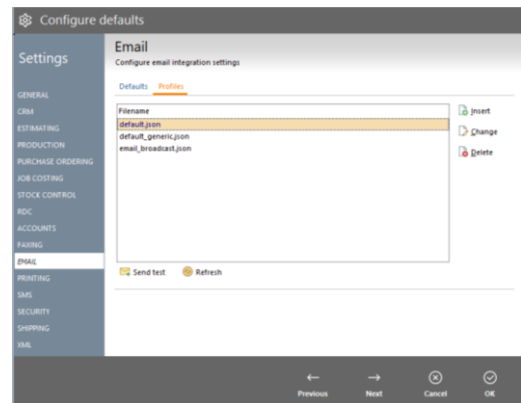 Configure defaults
Settings
GENERAL
CRM
ESTIMATING
PRODUCTION
PURCHASE ORDERING
JOB COSTING
STOCK CONTROL
RDC
ACCOUNTS
FAXING
EMAIL
PRINTING
SMS
SECURITY
SHIPPING
XML
Email
Configure email integration settings
Defaults Profiles
Filename
default.json
default_generic.json
email_broadcast.json
Insert
Change
Delete
Send test Refresh
Previous Next Cancel OK